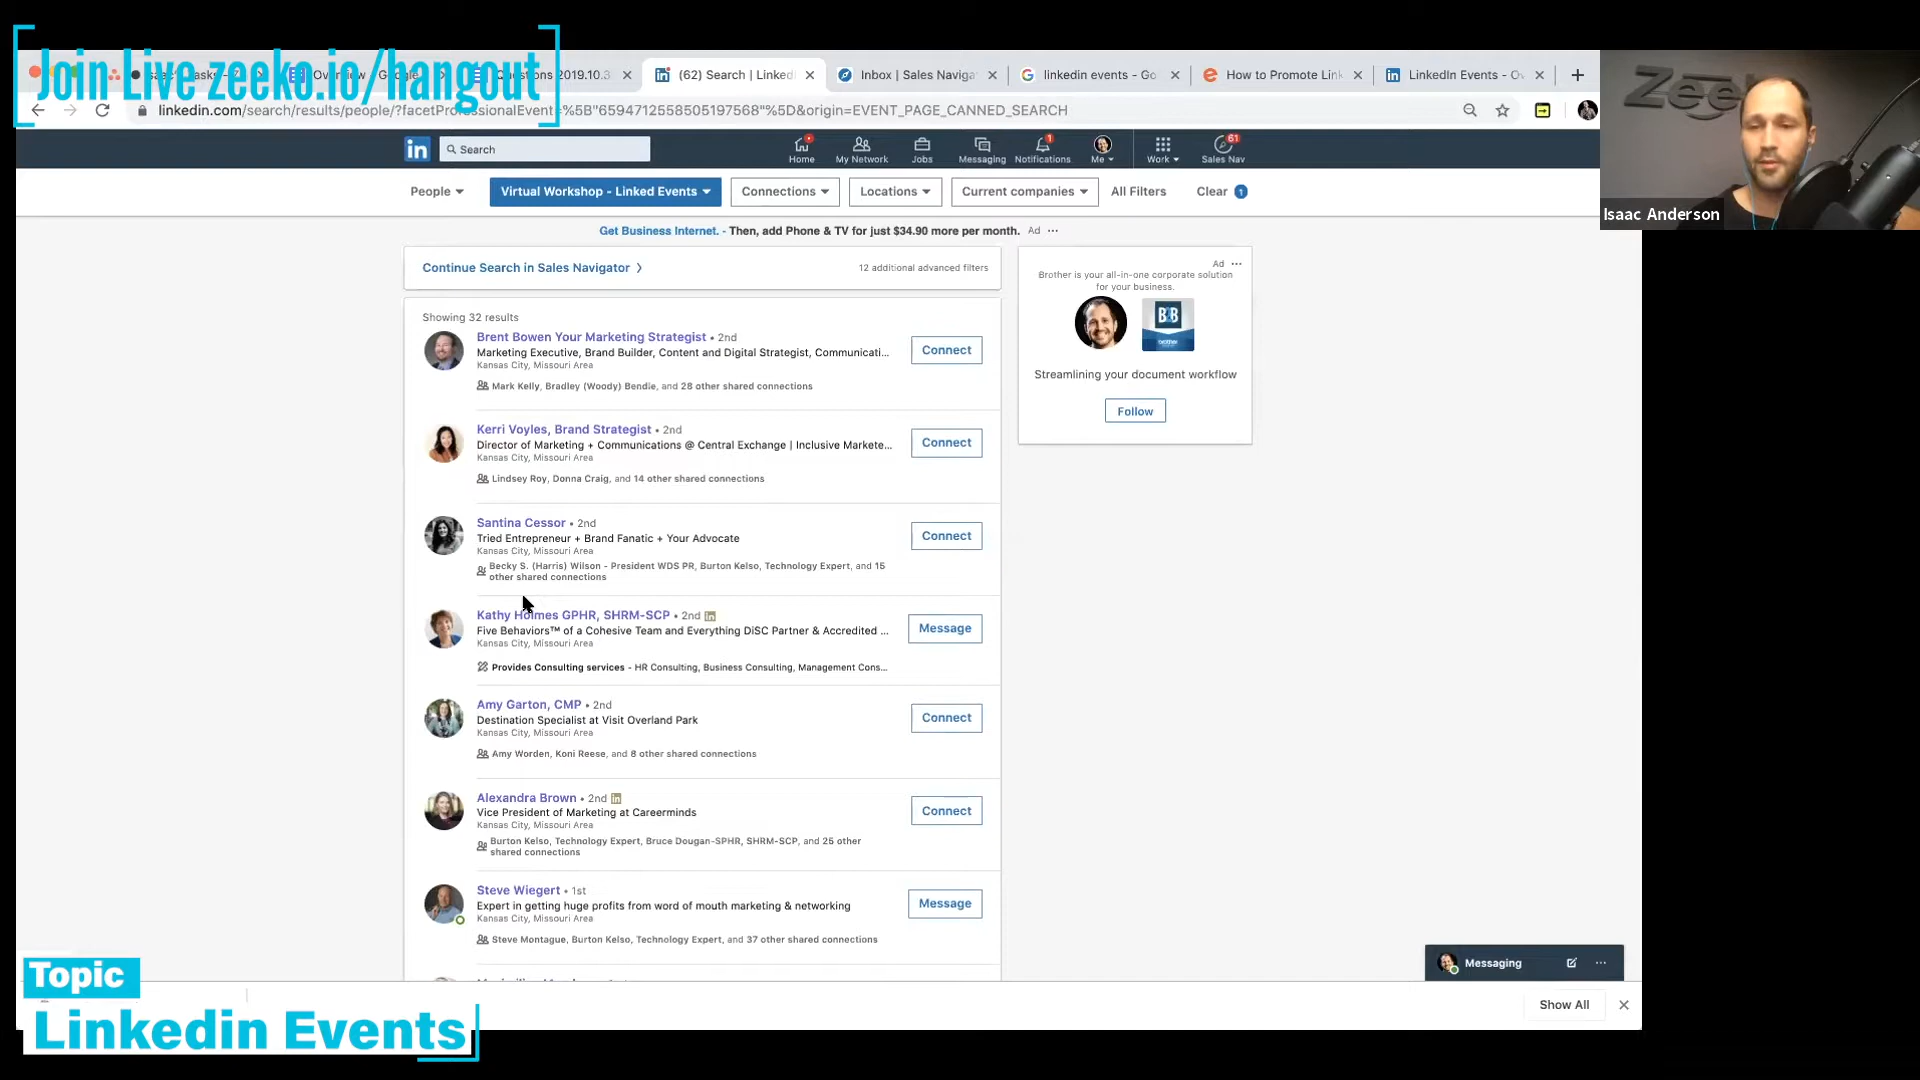 Join Live zeeko.io/hangout
(62) Search | Linked
Inbox | Sales Naviga
linkedin events - Go
How to Promote Link
LinkedIn Events - Ov
linkedin.com/search/results/people/?facetProfessionalEvent=%5B"6594712558505197568"%5D&origin=EVENT_PAGE_CANNED_SEARCH
in
Search
Home
My Network
Jobs
Messaging
1
Notifications
Me
Work
61
Sales Nav
Isaac Anderson
People
Virtual Workshop - Linked Events
Connections
Locations
Current companies
All Filters
Clear 1
Get Business Internet. - Then, add Phone & TV for just $34.90 more per month. Ad ···
Continue Search in Sales Navigator
12 additional advanced filters
Ad ···
Brother is your all-in-one corporate solution
for your business.
B2B
brother
Streamlining your document workflow
Follow
Showing 32 results
Brent Bowen Your Marketing Strategist • 2nd
Marketing Executive, Brand Builder, Content and Digital Strategist, Communicati...
Kansas City, Missouri Area
Mark Kelly, Bradley (Woody) Bendle, and 28 other shared connections
Connect
Kerri Voyles, Brand Strategist • 2nd
Director of Marketing + Communications @ Central Exchange | Inclusive Markete...
Kansas City, Missouri Area
Lindsey Roy, Donna Craig, and 14 other shared connections
Connect
Santina Cessor • 2nd
Tried Entrepreneur + Brand Fanatic + Your Advocate
Kansas City, Missouri Area
Becky S. (Harris) Wilson - President WDS PR, Burton Kelso, Technology Expert, and 15
other shared connections
Connect
Kathy Holmes GPHR, SHRM-SCP • 2nd
Five Behaviors™ of a Cohesive Team and Everything DiSC Partner & Accredited ...
Kansas City, Missouri Area
Provides Consulting services - HR Consulting, Business Consulting, Management Cons...
Message
Amy Garton, CMP • 2nd
Destination Specialist at Visit Overland Park
Kansas City, Missouri Area
Amy Worden, Koni Reese, and 8 other shared connections
Connect
Alexandra Brown • 2nd
Vice President of Marketing at Careerminds
Kansas City, Missouri Area
Burton Kelso, Technology Expert, Bruce Dougan-SPHR, SHRM-SCP, and 25 other
shared connections
Connect
Steve Wiegert • 1st
Expert in getting huge profits from word of mouth marketing & networking
Kansas City, Missouri Area
Steve Montague, Burton Kelso, Technology Expert, and 37 other shared connections
Message
Messaging
Show All
Topic
Linkedin Events